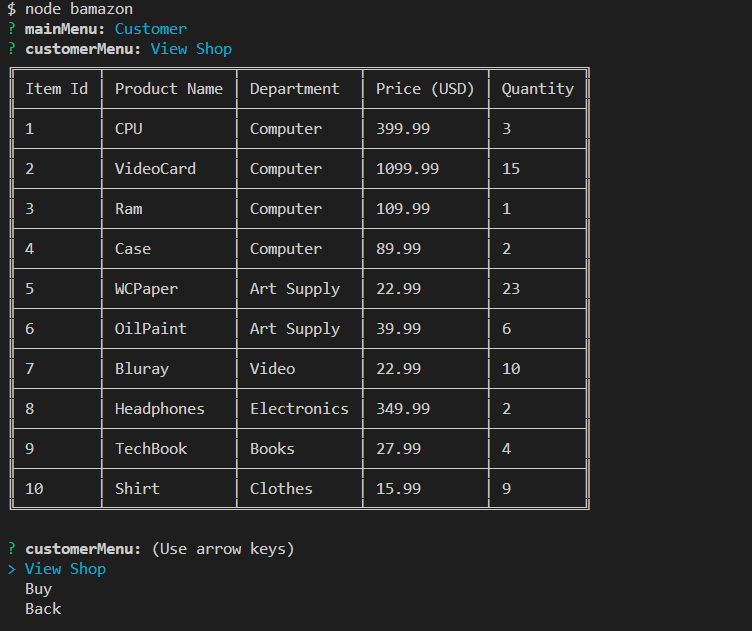 $ node bamazon
? mainMenu: Customer
? customerMenu: View Shop
Item Id Product Name Department Price (USD) Quantity
1 CPU Computer 399.99 3
2 VideoCard Computer 1099.99 15
3 Ram Computer 109.99 1
4 Case Computer 89.99 2
5 WCPaper Art Supply 22.99 23
6 OilPaint Art Supply 39.99 6
7 Bluray Video 22.99 10
8 Headphones Electronics 349.99 2
9 TechBook Books 27.99 4
10 Shirt Clothes 15.99 9
? customerMenu: (Use arrow keys)
> View Shop
Buy
Back